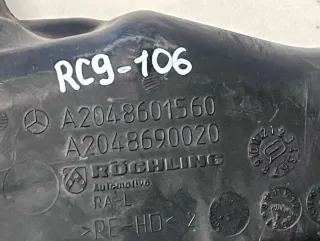 RC9-106
A2048601560
A2048690020
RÖCHLING
Automotive
RA-L
>PE-HD< 2